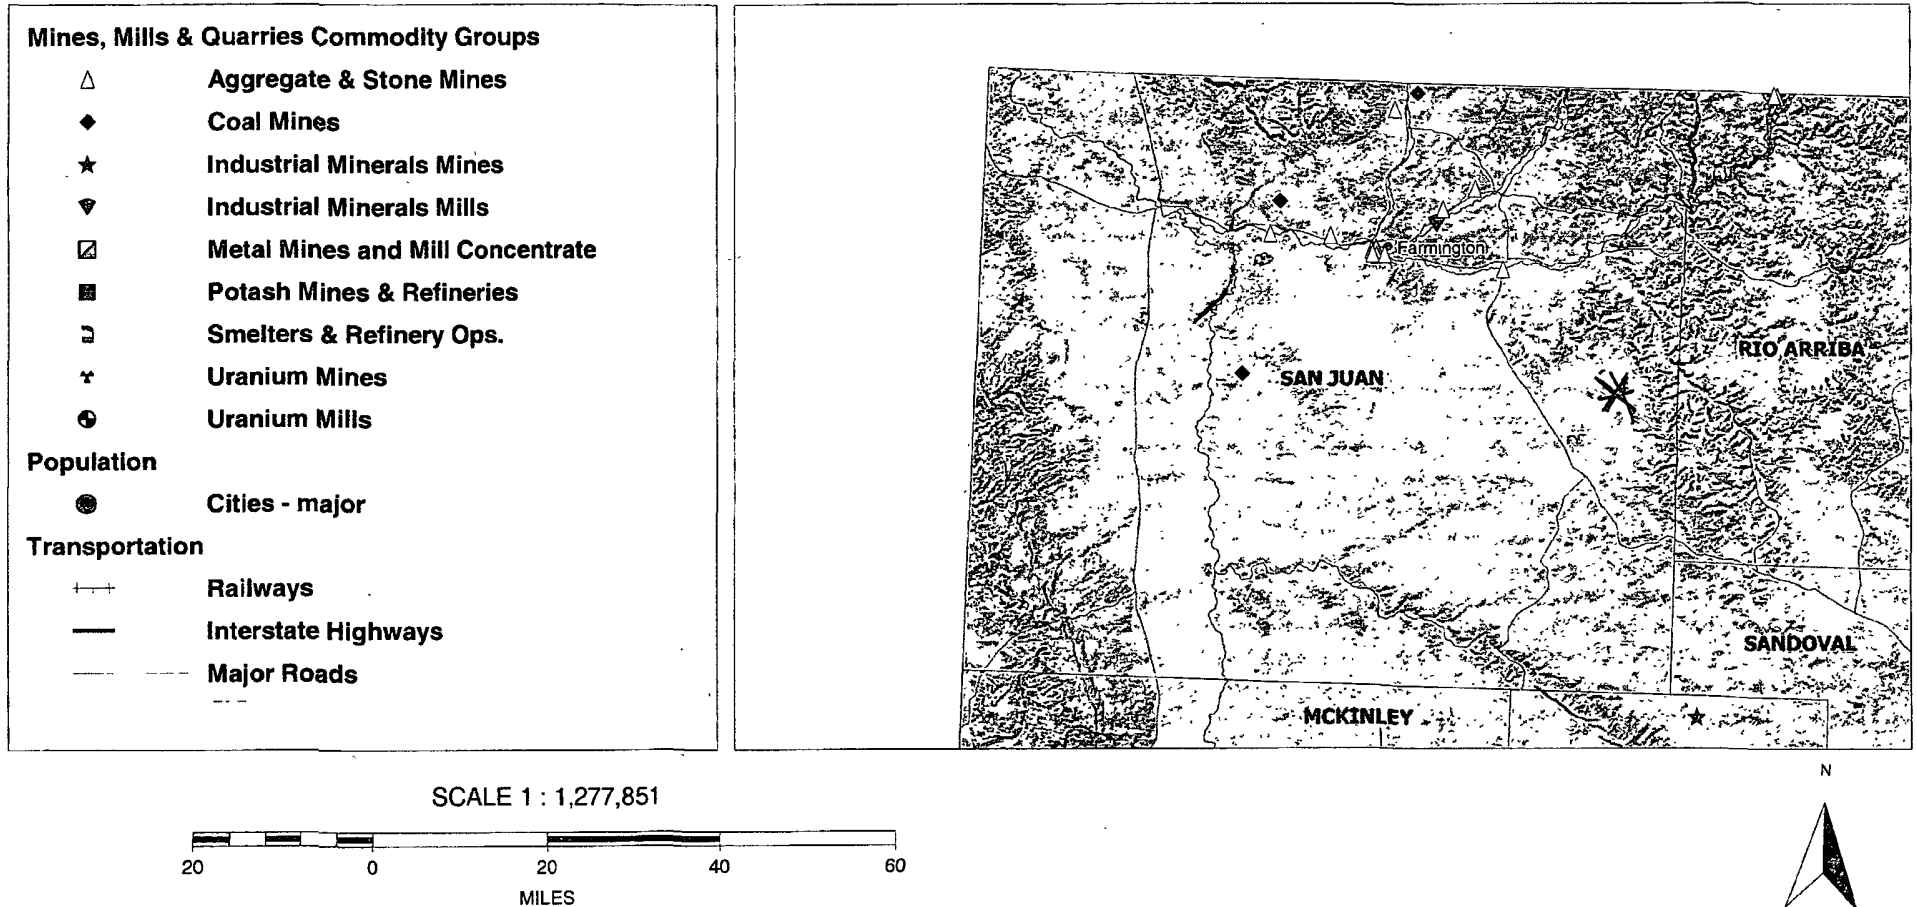 Mines, Mills & Quarries Commodity Groups
Aggregate & Stone Mines
Coal Mines
Industrial Minerals Mines
Industrial Minerals Mills
Metal Mines and Mill Concentrate
Potash Mines & Refineries
Smelters & Refinery Ops.
Uranium Mines
Uranium Mills
Population
Cities - major
Transportation
Railways
Interstate Highways
Major Roads
Farmington
RIO ARRIBA
SAN JUAN
SANDOVAL
MCKINLEY
SCALE 1 : 1,277,851
20 0 20 40 60
MILES
N